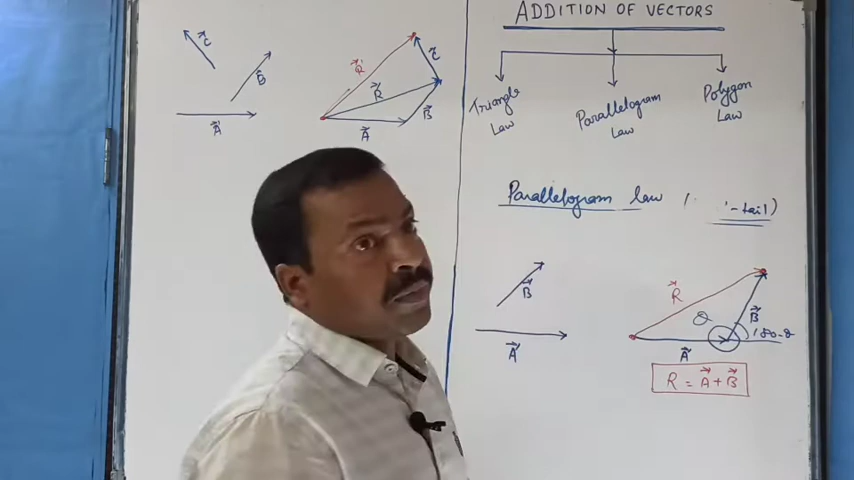 ADDITION OF VECTORS
Triangle Law
Parallelogram Law
Polygon Law
C
B
A
R'
R
C
B
A
Parallelogram law ( -tail)
B
A
R
θ
B
180-θ
A
R = A + B